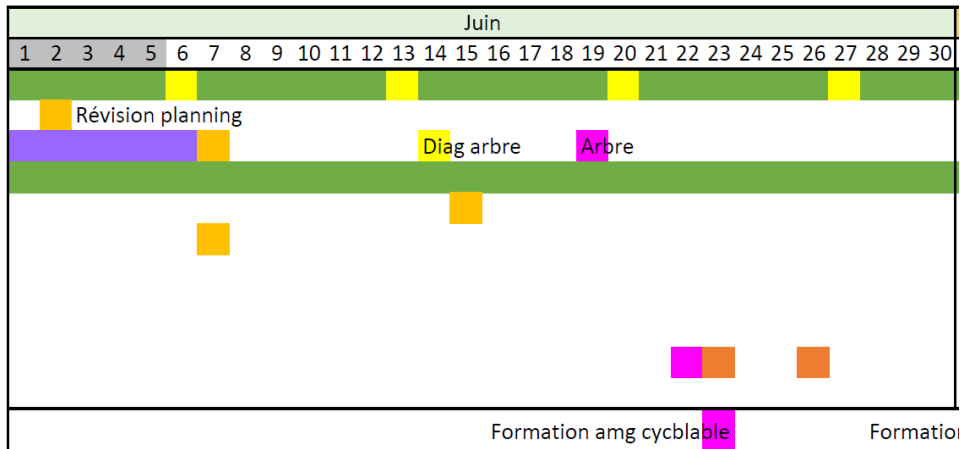 Juin
1 2 3 4 5 6 7 8 9 10 11 12 13 14 15 16 17 18 19 20 21 22 23 24 25 26 27 28 29 30
Révision planning
Diag arbre Arbre
Formation amg cycblable Formation